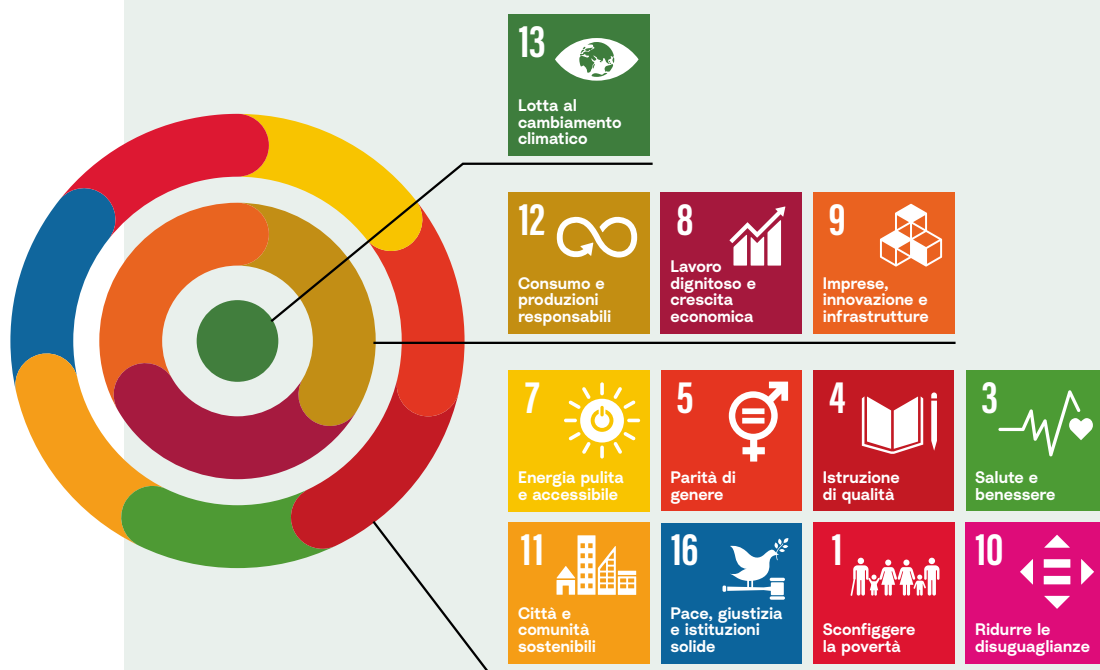 13
Lotta al
cambiamento
climatico
12
Consumo e
produzioni
responsabili
8
Lavoro
dignitoso e
crescita
economica
9
Imprese,
innovazione e
infrastrutture
7
Energia pulita
e accessibile
5
Parità di
genere
4
Istruzione
di qualità
3
Salute e
benessere
11
Città e
comunità
sostenibili
16
Pace, giustizia
e istituzioni
solide
1
Sconfiggere
la povertà
10
Ridurre le
disuguaglianze